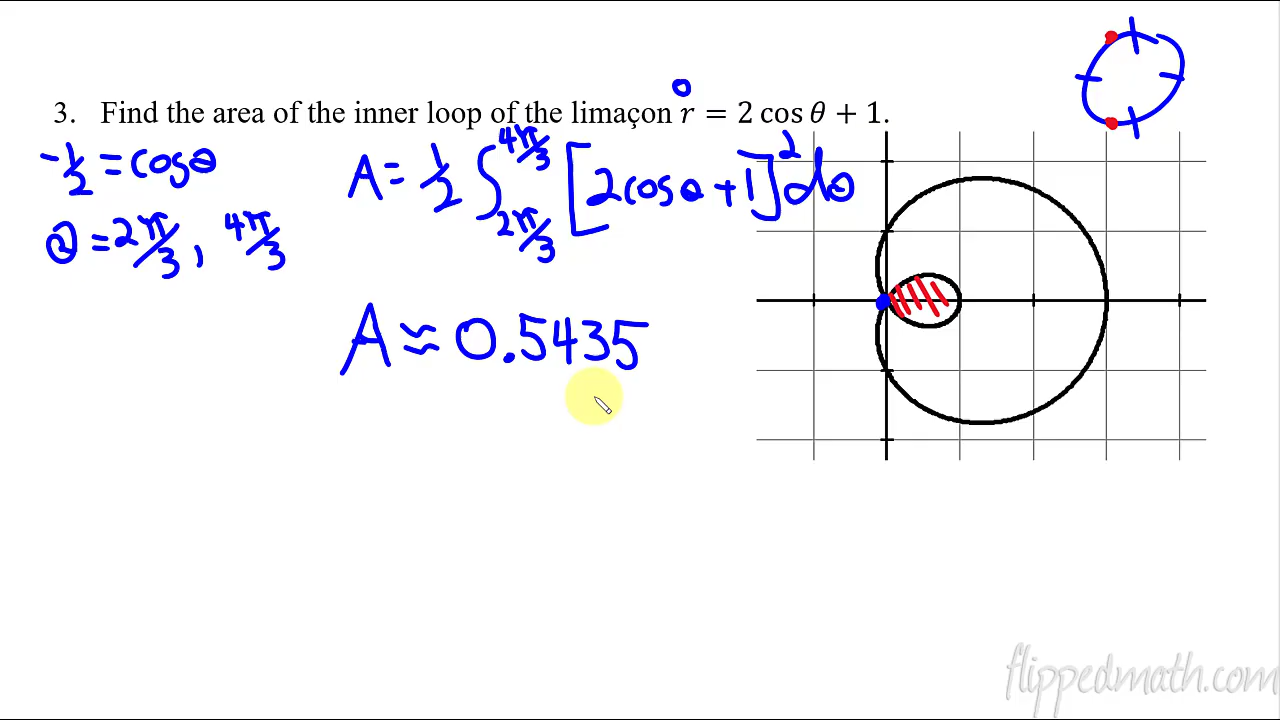 3. Find the area of the inner loop of the limaçon r = 2 cos θ + 1.
0
-1/2 = cos θ
θ = 2π/3, 4π/3
A = 1/2 ∫_{2π/3}^{4π/3} [2cos θ + 1]² dθ
A ≈ 0.5435
flippedmath.com